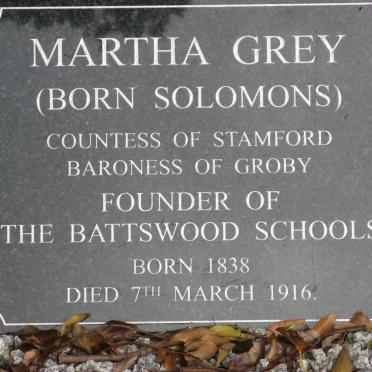 MARTHA GREY
(BORN SOLOMONS)
COUNTESS OF STAMFORD
BARONESS OF GROBY
FOUNDER OF
THE BATTSWOOD SCHOOLS
BORN 1838
DIED 7TH MARCH 1916.